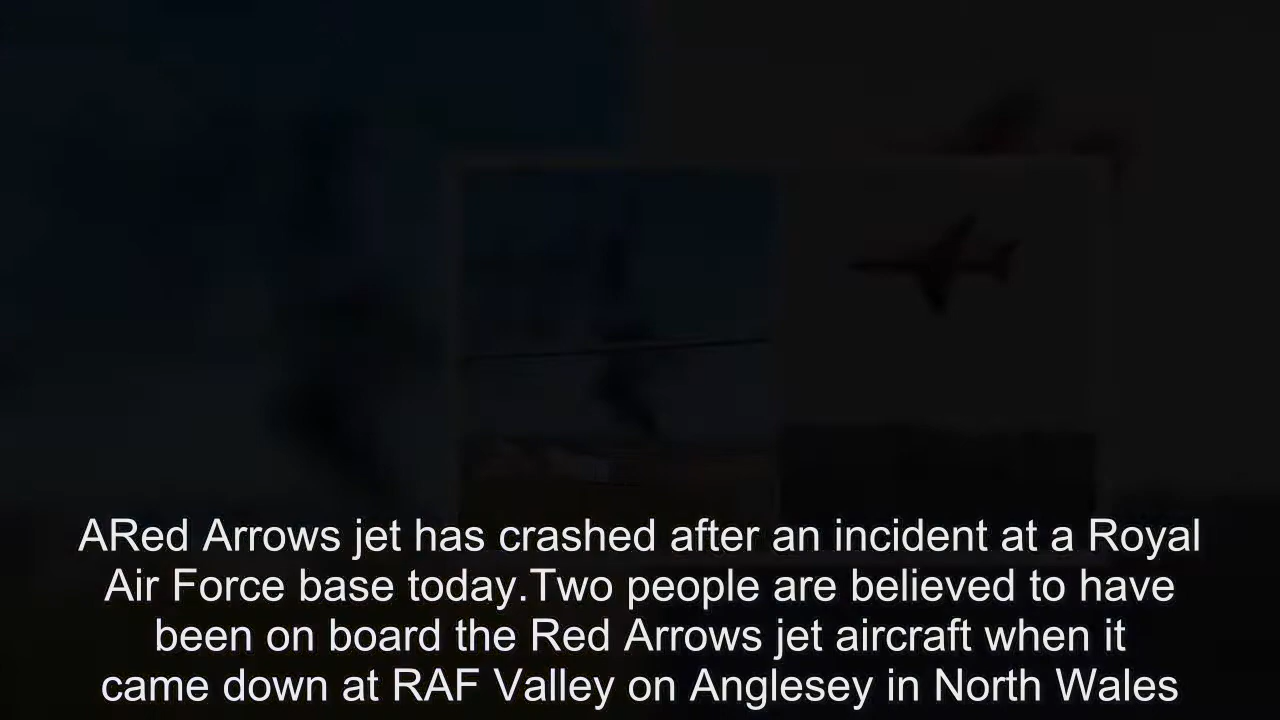 ARed Arrows jet has crashed after an incident at a Royal
Air Force base today.Two people are believed to have
been on board the Red Arrows jet aircraft when it
came down at RAF Valley on Anglesey in North Wales